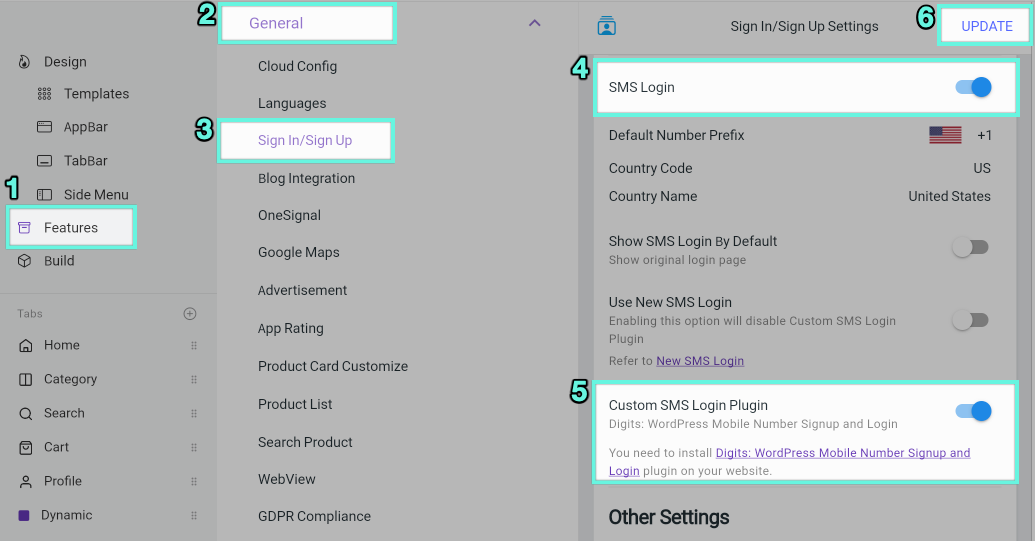 1
Design
Templates
AppBar
TabBar
Side Menu
Features
Build
Tabs
Home
Category
Search
Cart
Profile
Dynamic
2
General
Cloud Config
Languages
3
Sign In/Sign Up
Blog Integration
OneSignal
Google Maps
Advertisement
App Rating
Product Card Customize
Product List
Search Product
WebView
GDPR Compliance
Sign In/Sign Up Settings
6
UPDATE
4
SMS Login
Default Number Prefix +1
Country Code US
Country Name United States
Show SMS Login By Default
Show original login page
Use New SMS Login
Enabling this option will disable Custom SMS Login
Plugin
Refer to New SMS Login
5
Custom SMS Login Plugin
Digits: WordPress Mobile Number Signup and Login
You need to install Digits: WordPress Mobile Number Signup and
Login plugin on your website.
Other Settings